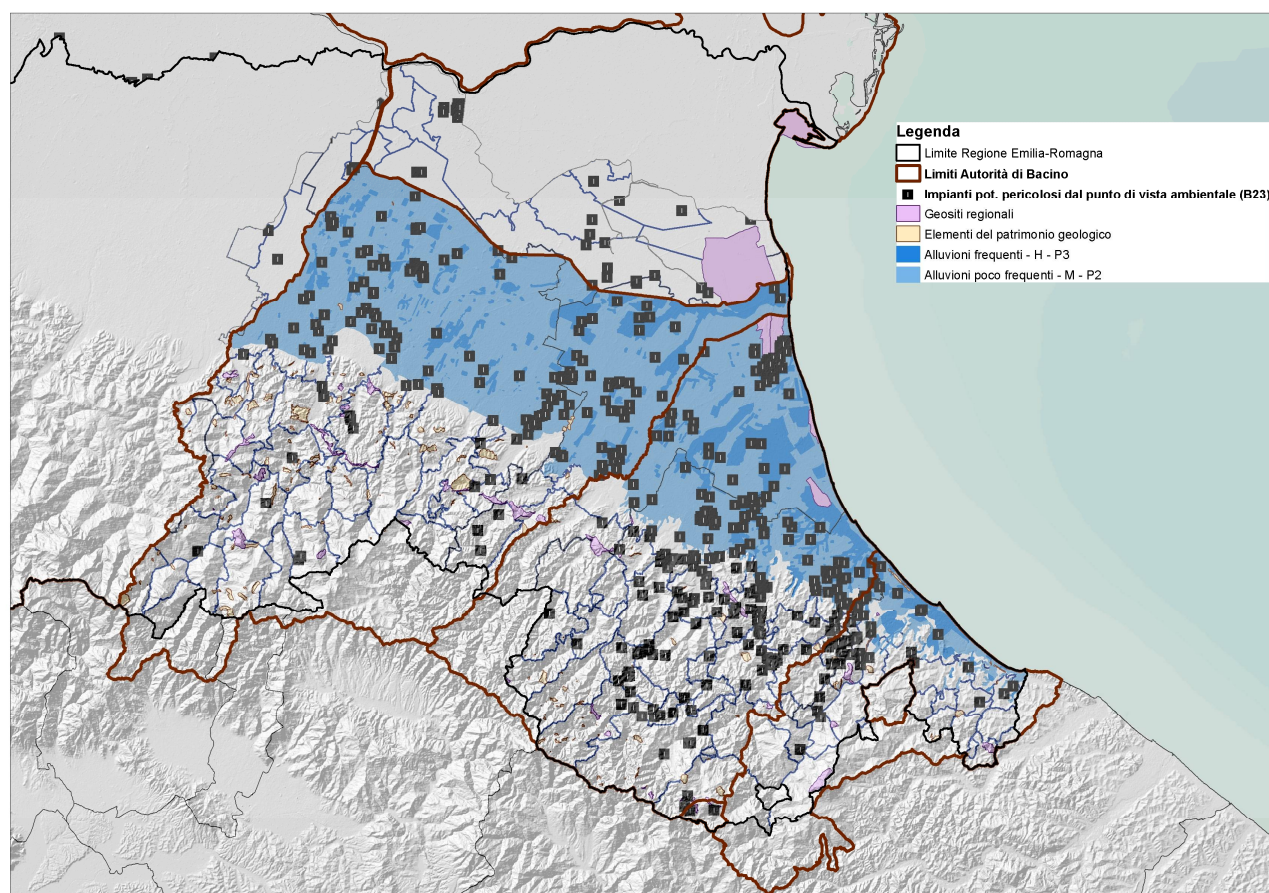 Legenda
Limite Regione Emilia-Romagna
Limiti Autorità di Bacino
Impianti pot. pericolosi dal punto di vista ambientale (B23)
Geositi regionali
Elementi del patrimonio geologico
Alluvioni frequenti - H - P3
Alluvioni poco frequenti - M - P2